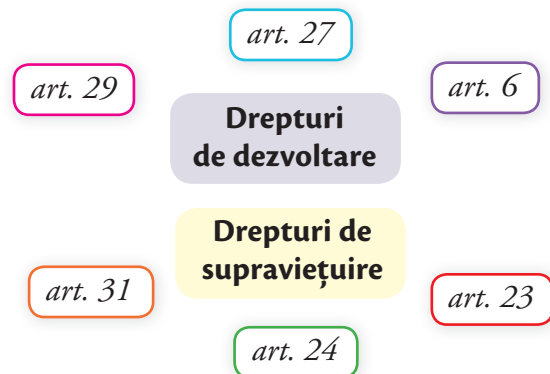 art. 27
art. 29
art. 6
Drepturi
de dezvoltare
Drepturi de
supraviețuire
art. 31
art. 23
art. 24